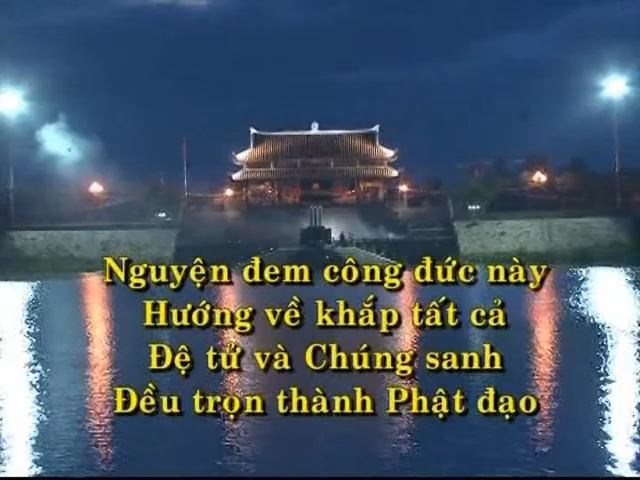 Nguyện đem công đức này
Hướng về khắp tất cả
Đệ tử và Chúng sanh
Đều trọn thành Phật đạo